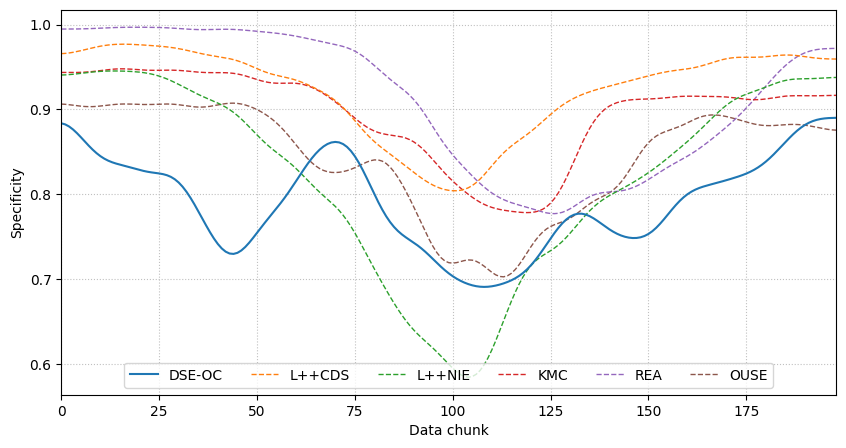 1.0
0.9
0.8
0.7
0.6
Specificity
DSE-OC L++CDS L++NIE KMC REA OUSE
0 25 50 75 100 125 150 175
Data chunk